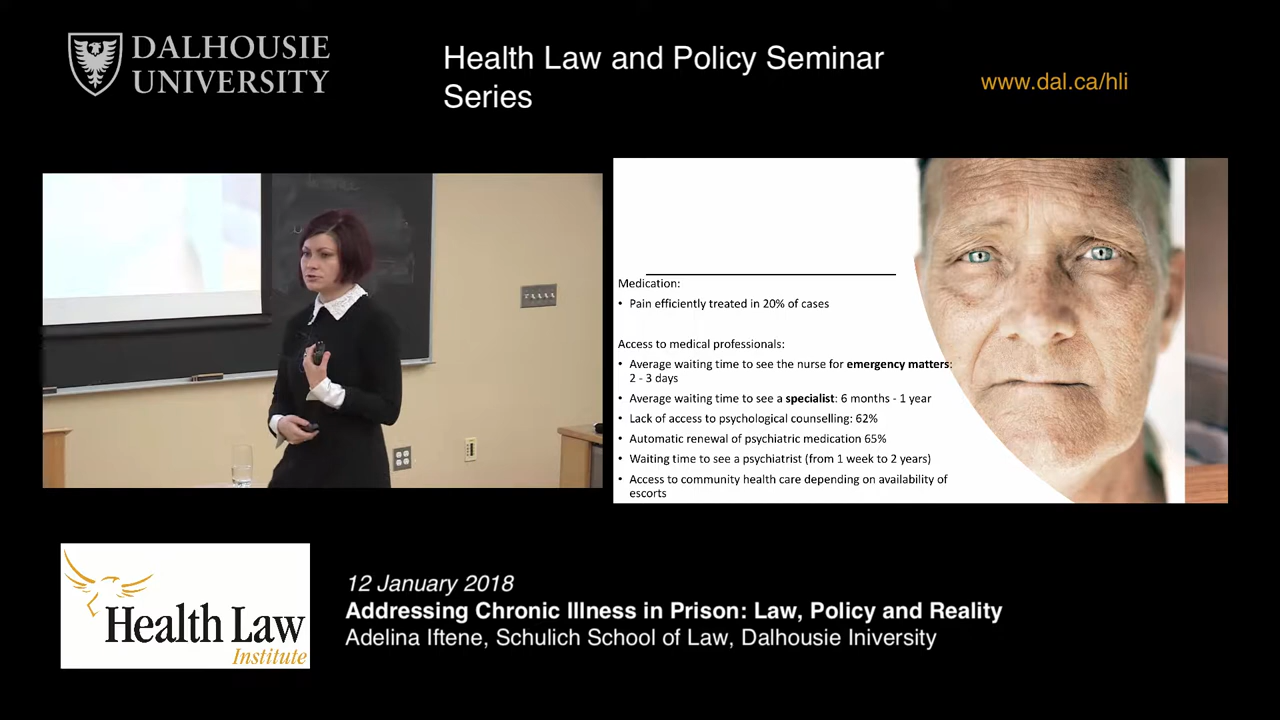 DALHOUSIE
UNIVERSITY
Health Law and Policy Seminar
Series
www.dal.ca/hli
Medication:
• Pain efficiently treated in 20% of cases
Access to medical professionals:
• Average waiting time to see the nurse for emergency matters:
2 - 3 days
• Average waiting time to see a specialist: 6 months - 1 year
• Lack of access to psychological counselling: 62%
• Automatic renewal of psychiatric medication 65%
• Waiting time to see a psychiatrist (from 1 week to 2 years)
• Access to community health care depending on availability of
escorts
Health Law
Institute
12 January 2018
Addressing Chronic Illness in Prison: Law, Policy and Reality
Adelina Iftene, Schulich School of Law, Dalhousie Iniversity